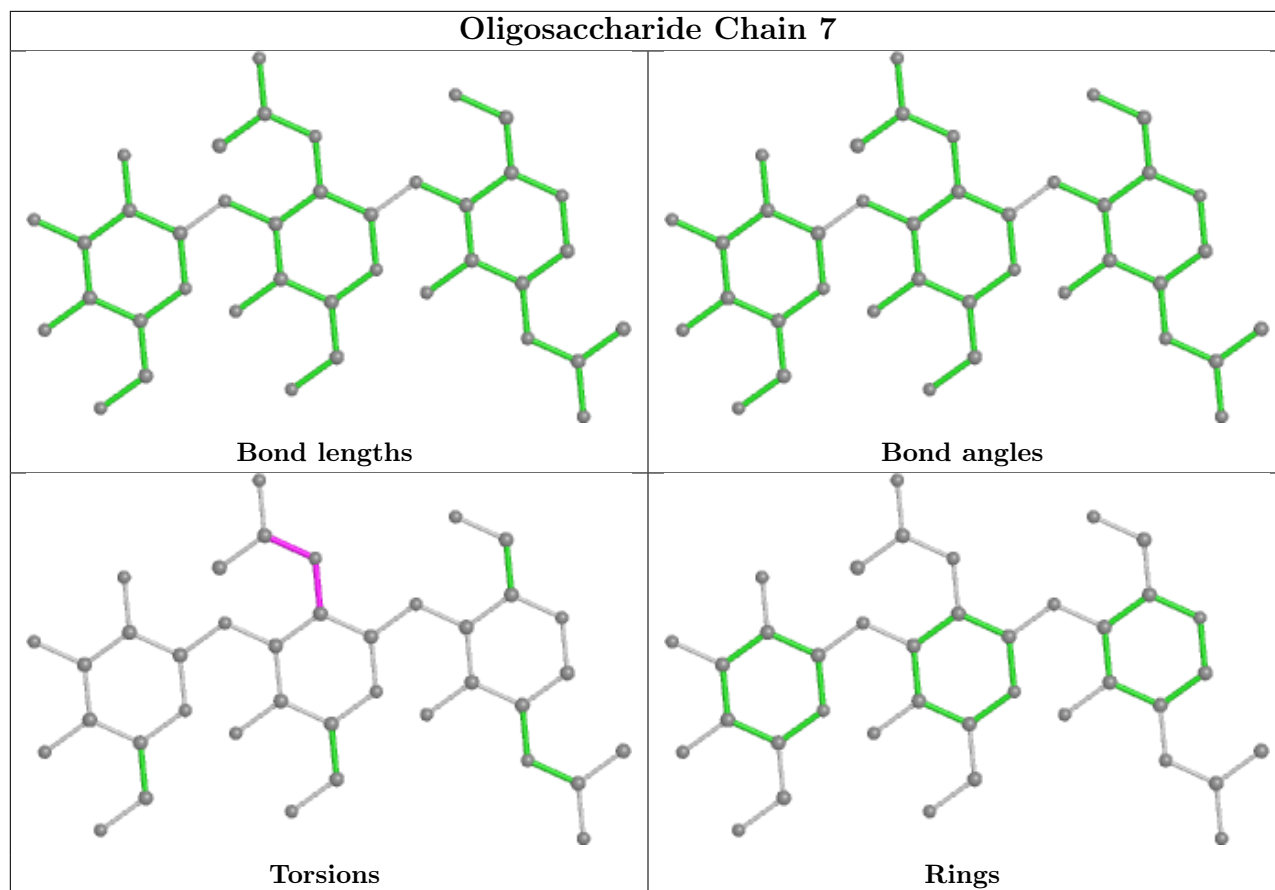 Oligosaccharide Chain 7
Bond lengths
Bond angles
Torsions
Rings